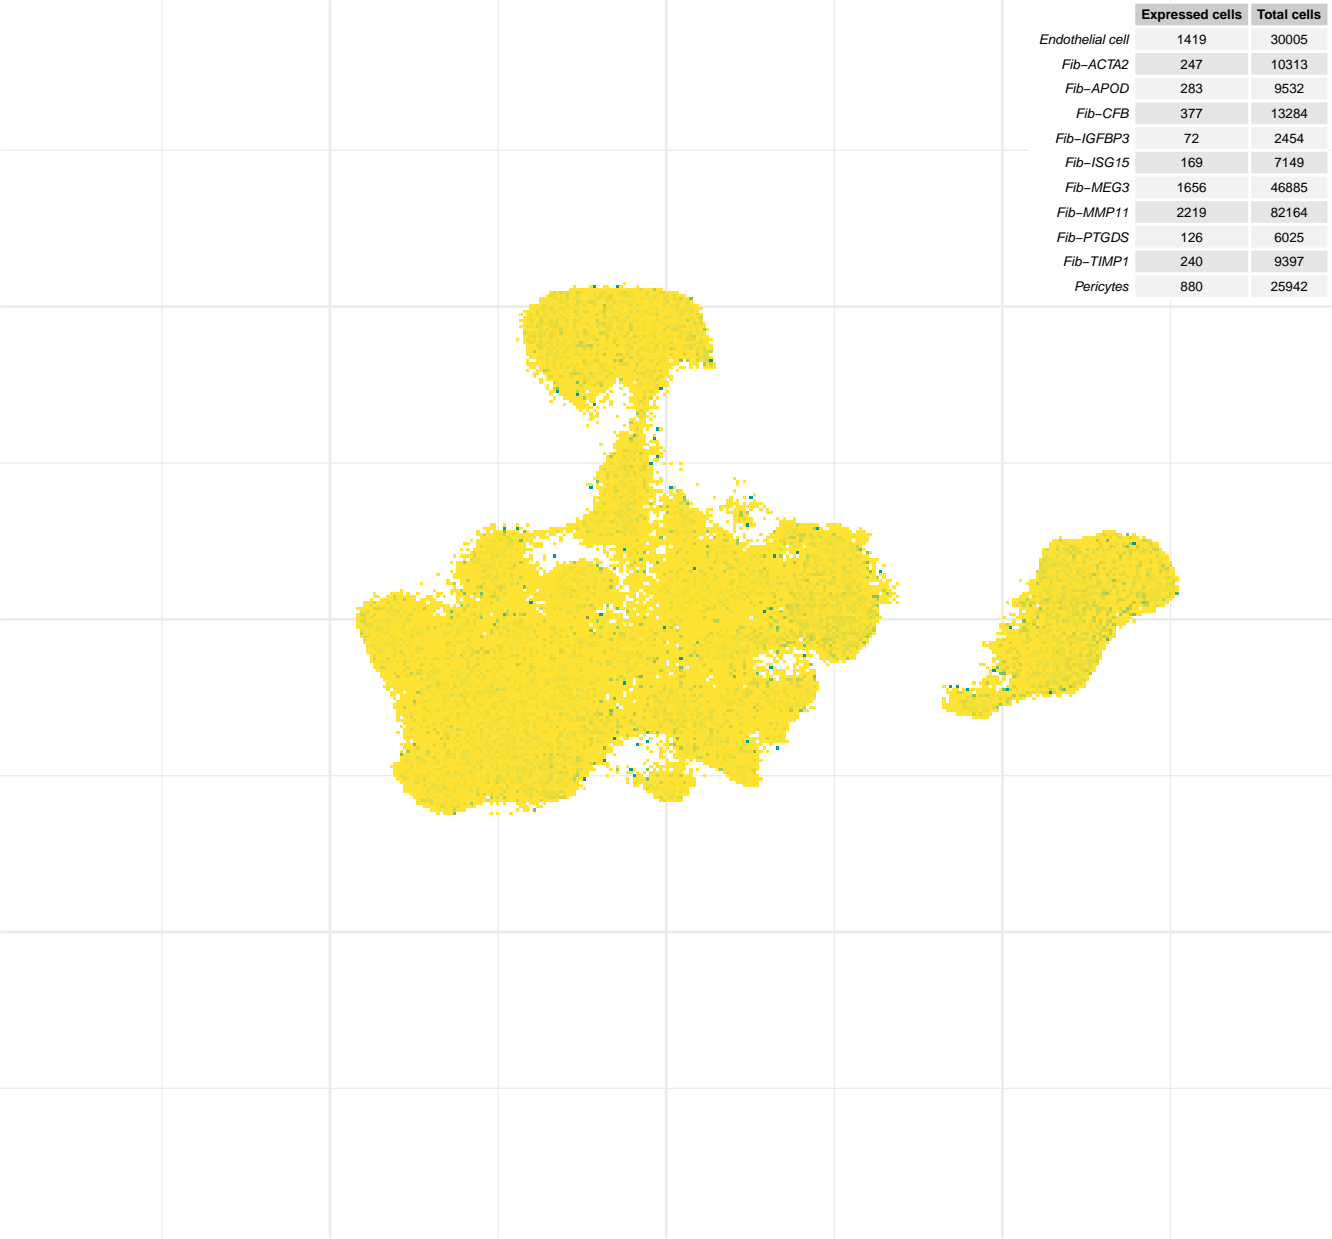 Expressed cells Total cells
Endothelial cell 1419 30005
Fib−ACTA2 247 10313
Fib−APOD 283 9532
Fib−CFB 377 13284
Fib−IGFBP3 72 2454
Fib−ISG15 169 7149
Fib−MEG3 1656 46885
Fib−MMP11 2219 82164
Fib−PTGDS 126 6025
Fib−TIMP1 240 9397
Pericytes 880 25942